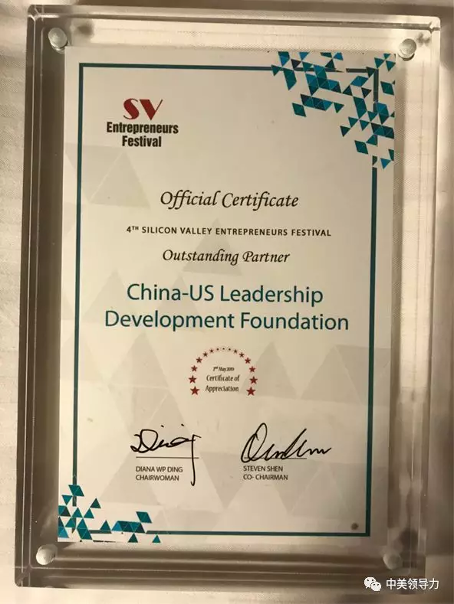 SV
Entrepreneurs
Festival
Official Certificate
4TH SILICON VALLEY ENTREPRENEURS FESTIVAL
Outstanding Partner
China-US Leadership
Development Foundation
2nd May 2019
Certificate of
Appreciation
DIANA WP DING
CHAIRWOMAN
STEVEN SHEN
CO- CHAIRMAN
中美领导力